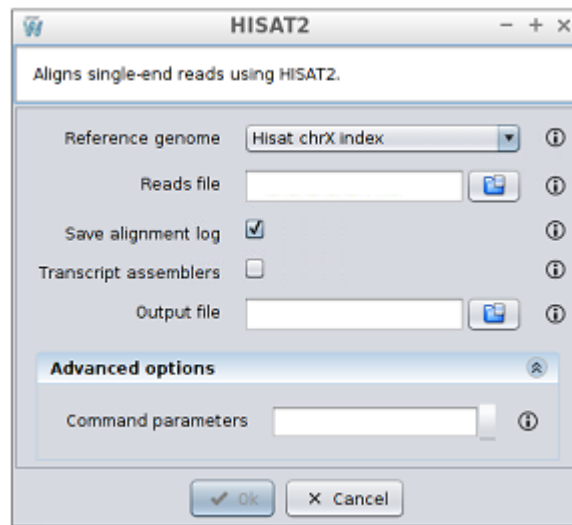 HISAT2
Aligns single-end reads using HISAT2.
Reference genome Hisat chrX index
Reads file
Save alignment log
Transcript assemblers
Output file
Advanced options
Command parameters
Ok Cancel